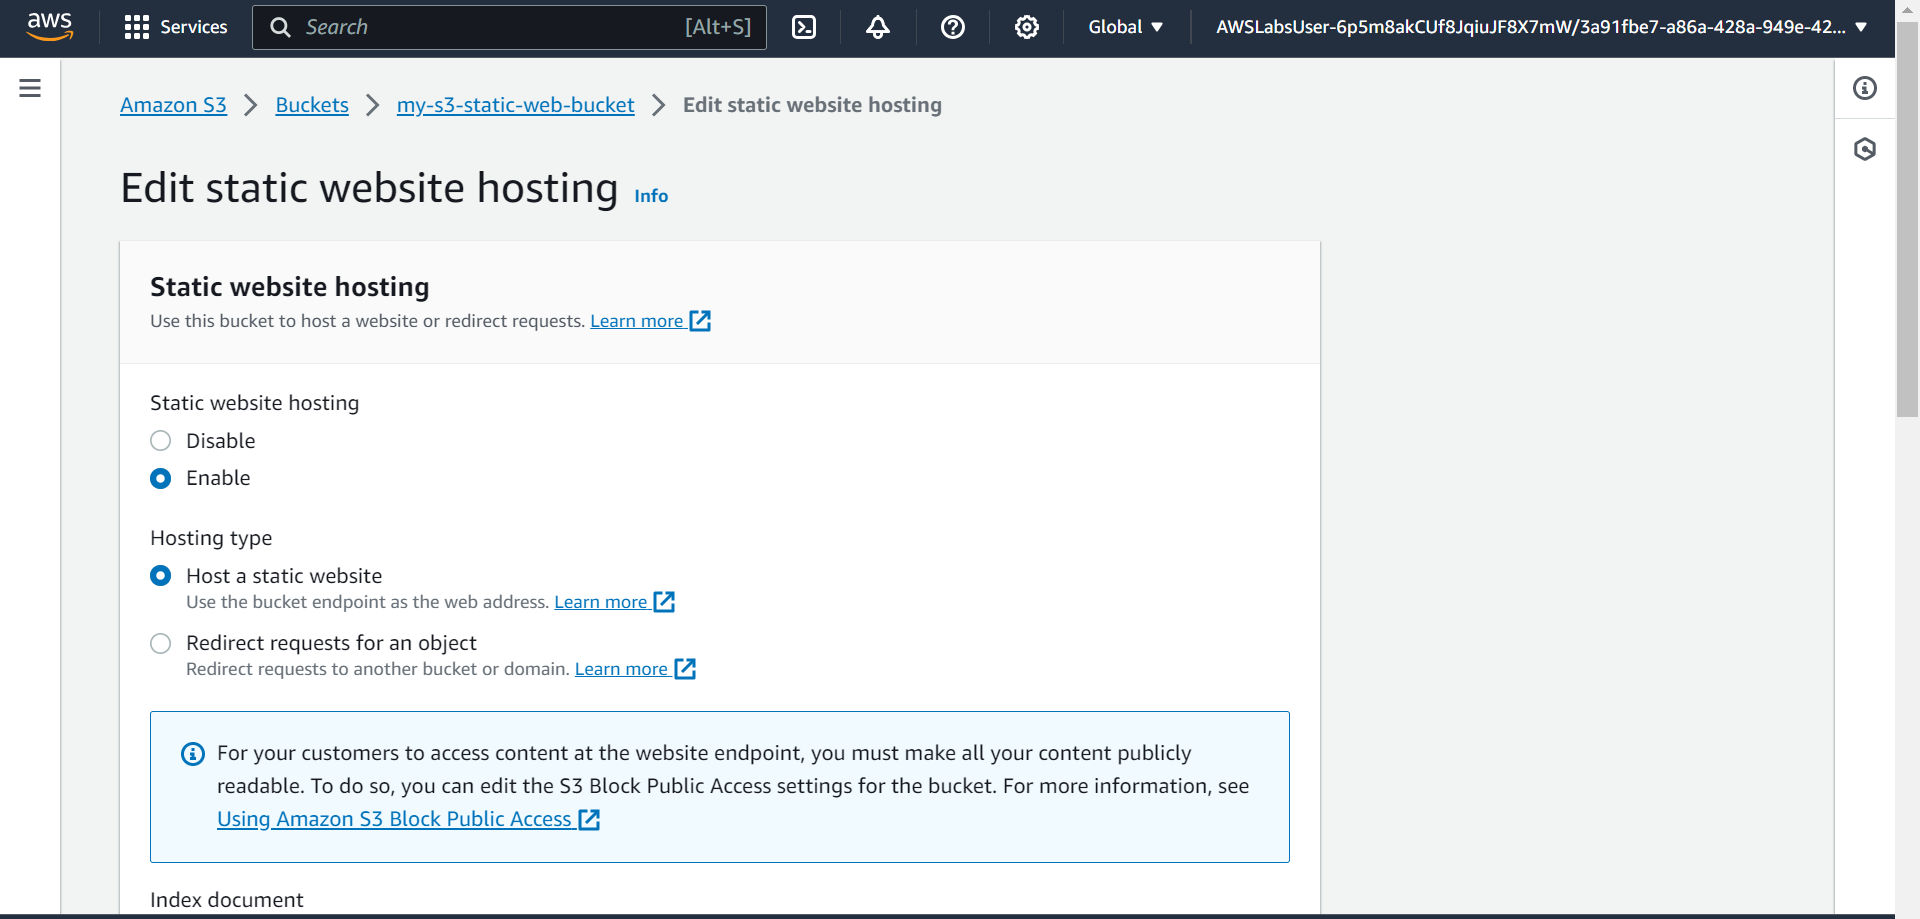 aws Services Search [Alt+S] Global AWSLabsUser-6p5m8akCUf8JqiuJF8X7mW/3a91fbe7-a86a-428a-949e-42...
Amazon S3 > Buckets > my-s3-static-web-bucket > Edit static website hosting
Edit static website hosting Info
Static website hosting
Use this bucket to host a website or redirect requests. Learn more
Static website hosting
Disable
Enable
Hosting type
Host a static website
Use the bucket endpoint as the web address. Learn more
Redirect requests for an object
Redirect requests to another bucket or domain. Learn more
For your customers to access content at the website endpoint, you must make all your content publicly
readable. To do so, you can edit the S3 Block Public Access settings for the bucket. For more information, see
Using Amazon S3 Block Public Access
Index document